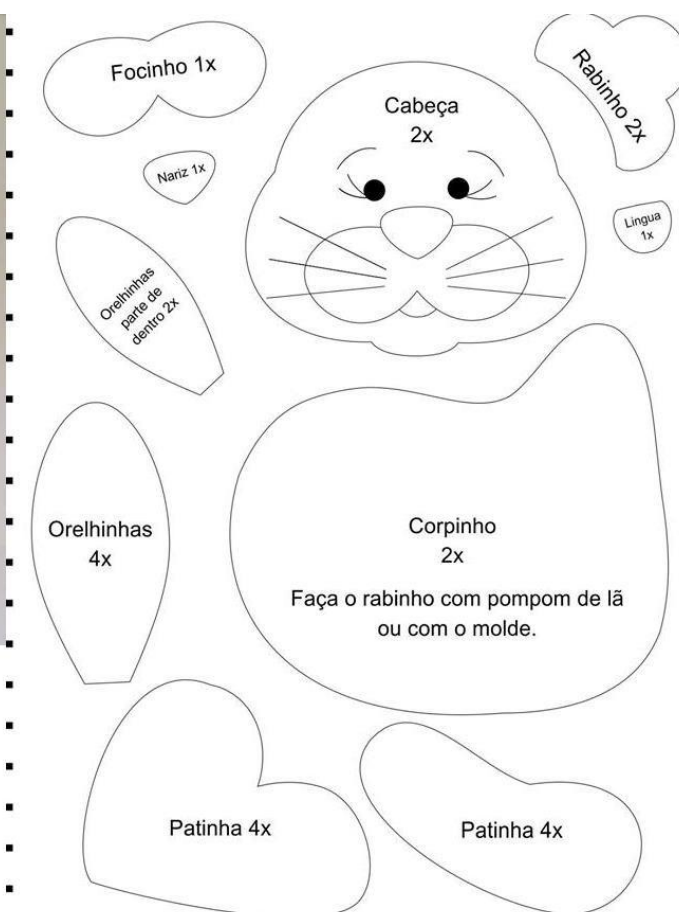 Focinho 1x
Cabeça
2x
Rabinho 2x
Nariz 1x
Lingua
1x
Orelhinhas
parte de
dentro 2x
Orelhinhas
4x
Corpinho
2x
Faça o rabinho com pompom de lã
ou com o molde.
Patinha 4x
Patinha 4x